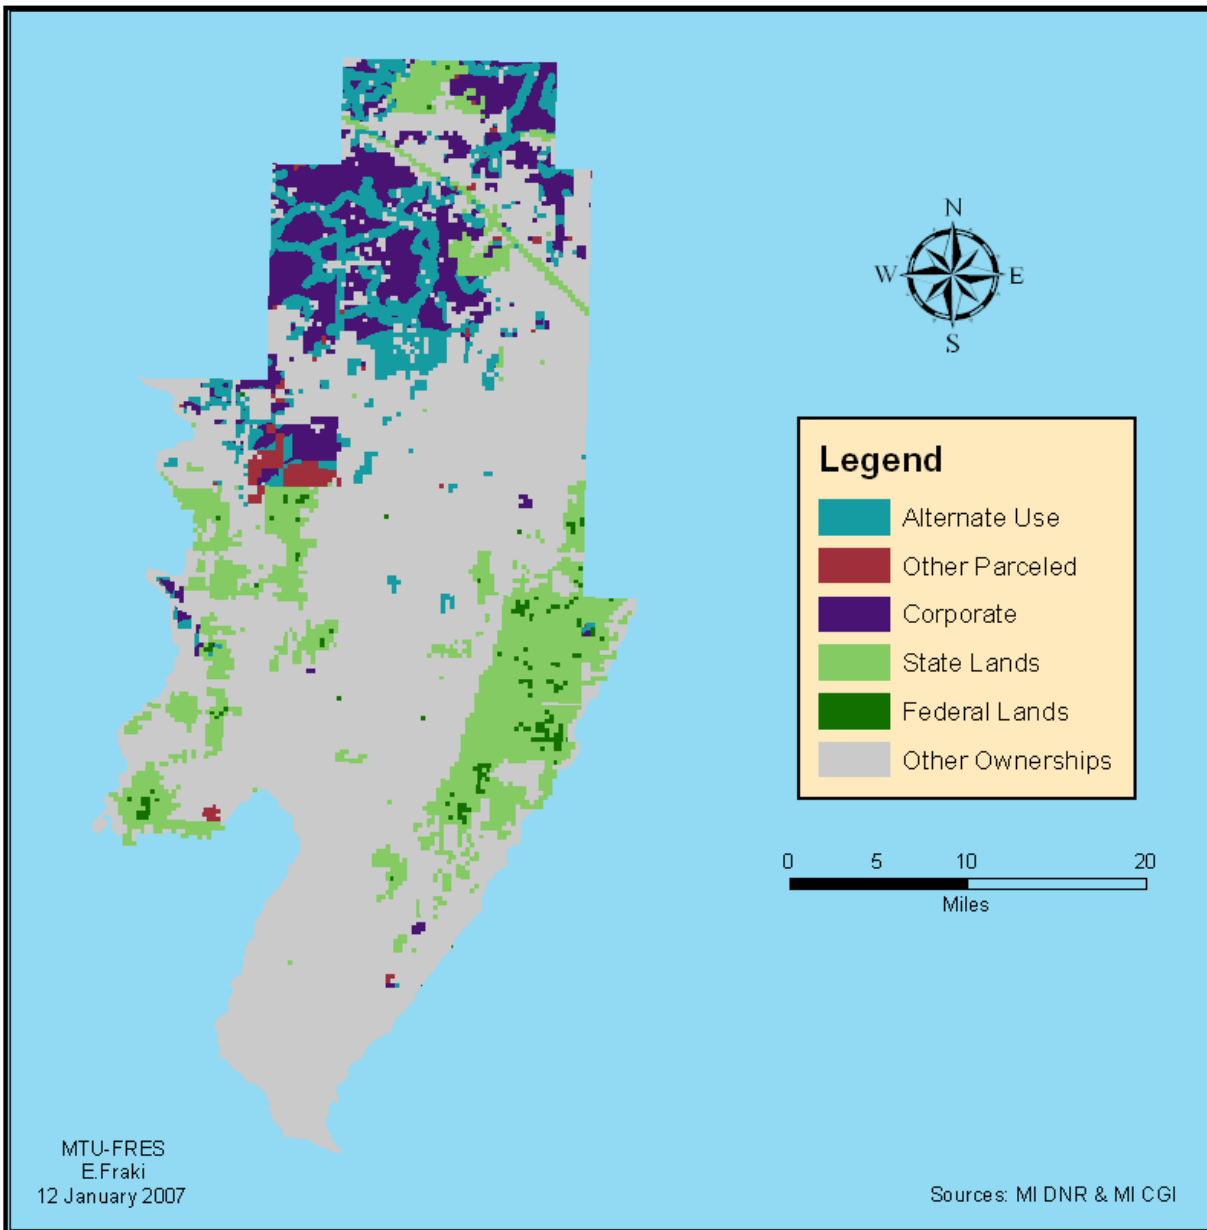 N
W E
S
Legend
Alternate Use
Other Parceled
Corporate
State Lands
Federal Lands
Other Ownerships
0 5 10 20
Miles
MTU-FRES
E.Fraki
12 January 2007
Sources: MI DNR & MI CGI